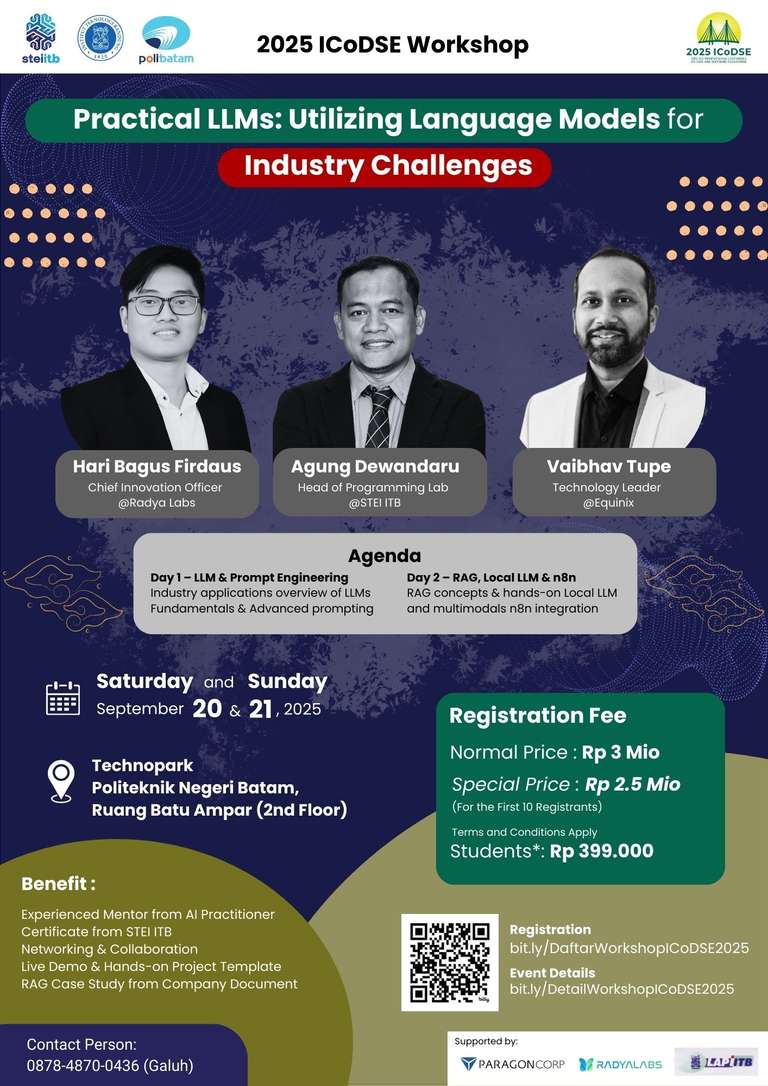 steiitb
polibatam
2025 ICoDSE Workshop
2025 ICoDSE
Practical LLMs: Utilizing Language Models for
Industry Challenges
Hari Bagus Firdaus
Chief Innovation Officer
@Radya Labs
Agung Dewandaru
Head of Programming Lab
@STEI ITB
Vaibhav Tupe
Technology Leader
@Equinix
Agenda
Day 1 – LLM & Prompt Engineering
Industry applications overview of LLMs
Fundamentals & Advanced prompting
Day 2 – RAG, Local LLM & n8n
RAG concepts & hands-on Local LLM
and multimodals n8n integration
Saturday and Sunday
September 20 & 21, 2025
Technopark
Politeknik Negeri Batam,
Ruang Batu Ampar (2nd Floor)
Registration Fee
Normal Price : Rp 3 Mio
Special Price : Rp 2.5 Mio
(For the First 10 Registrants)
Terms and Conditions Apply
Students*: Rp 399.000
Benefit :
Experienced Mentor from AI Practitioner
Certificate from STEI ITB
Networking & Collaboration
Live Demo & Hands-on Project Template
RAG Case Study from Company Document
Registration
bit.ly/DaftarWorkshopICoDSE2025
Event Details
bit.ly/DetailWorkshopICoDSE2025
bitly
Contact Person:
0878-4870-0436 (Galuh)
Supported by:
PARAGONCORP
RADYALABS
LAPI ITB